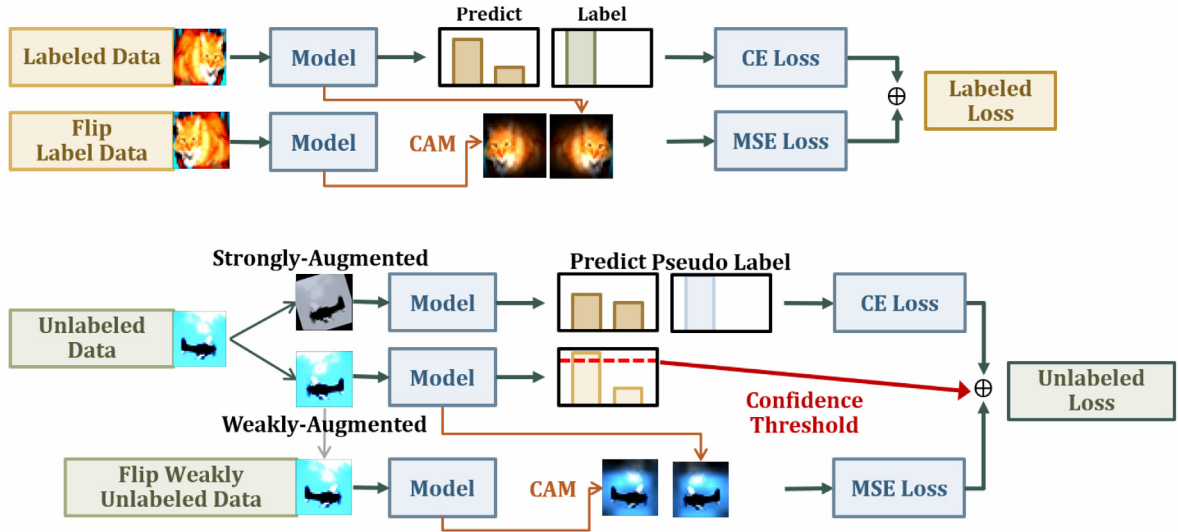 Predict
Label
Labeled Data
Model
CE Loss
Labeled
Loss
Flip
Label Data
Model
CAM
MSE Loss
Strongly-Augmented
Predict
Pseudo Label
Model
CE Loss
Unlabeled
Data
Model
Confidence
Threshold
Unlabeled
Loss
Weakly-Augmented
Flip Weakly
Unlabeled Data
Model
CAM
MSE Loss